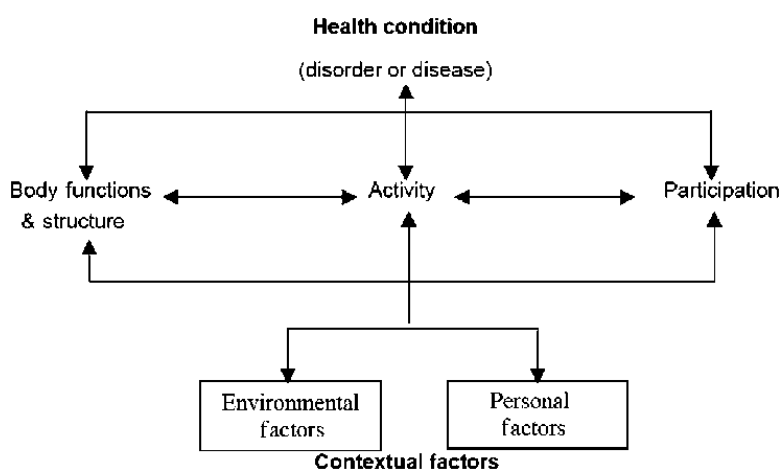 Health condition
(disorder or disease)
Body functions
& structure
Activity
Participation
Environmental
factors
Personal
factors
Contextual factors